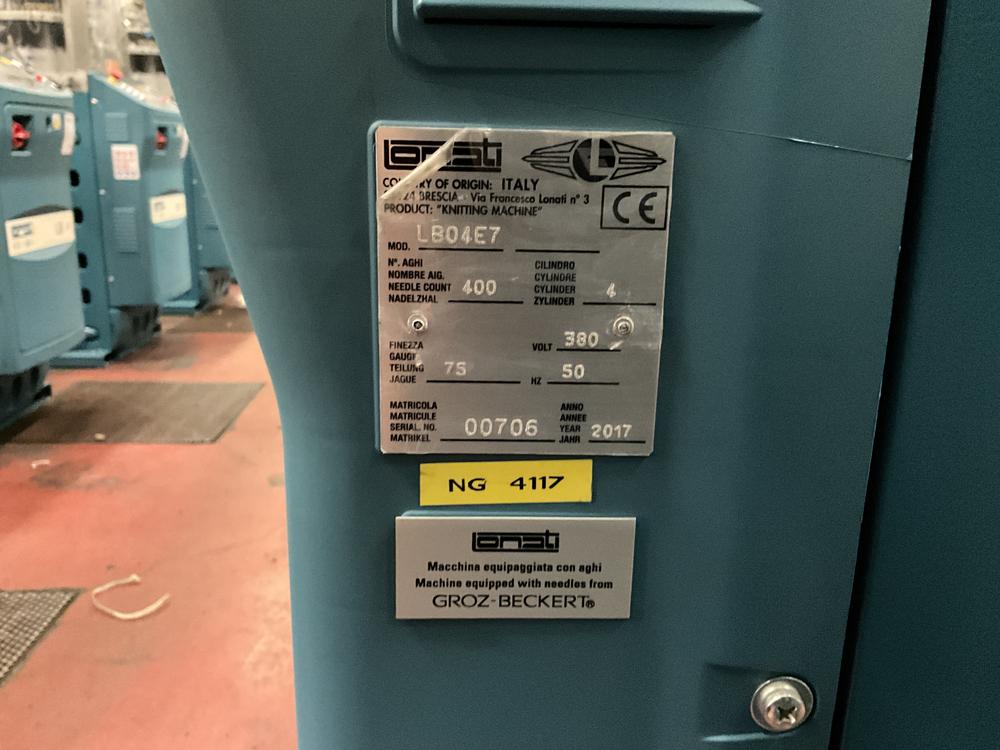 Lonati
L
COUNTRY OF ORIGIN: ITALY
BRESCIA - Via Francesco Lonati n° 3
PRODUCT: "KNITTING MACHINE"
CE
MOD. LB04E7
N°. AGHI
NOMBRE AIG.
NEEDLE COUNT 400
NADELZHAL
CILINDRO
CYLINDRE
CYLINDER 4
ZYLINDER
FINEZZA
GAUGE
TEILUNG 75
JAGUE
VOLT 380
HZ 50
MATRICOLA
MATRICULE
SERIAL. NO. 00706
MATRIKEL
ANNO
ANNEE
YEAR 2017
JAHR
NG 4117
Lonati
Macchina equipaggiata con aghi
Machine equipped with needles from
GROZ-BECKERT®